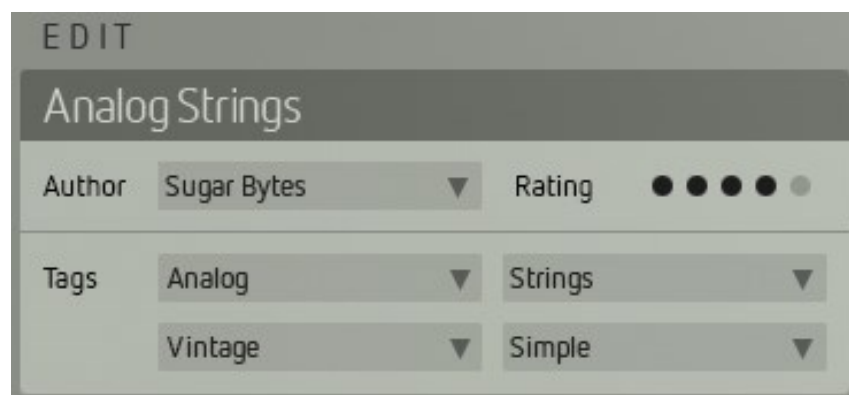 EDIT
Analog Strings
Author Sugar Bytes Rating
Tags Analog Strings
Vintage Simple